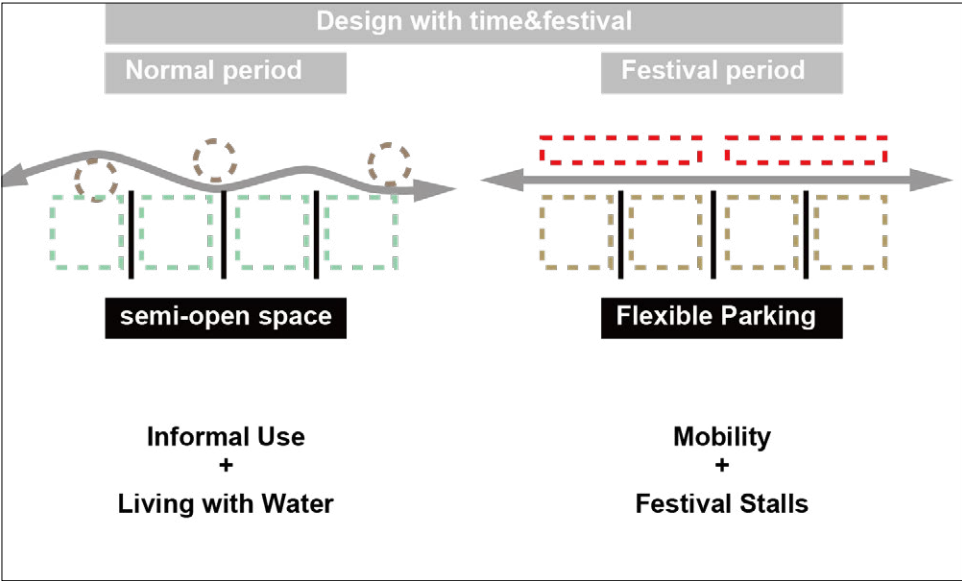 Design with time&festival
Normal period
Festival period
semi-open space
Flexible Parking
Informal Use
+
Living with Water
Mobility
+
Festival Stalls